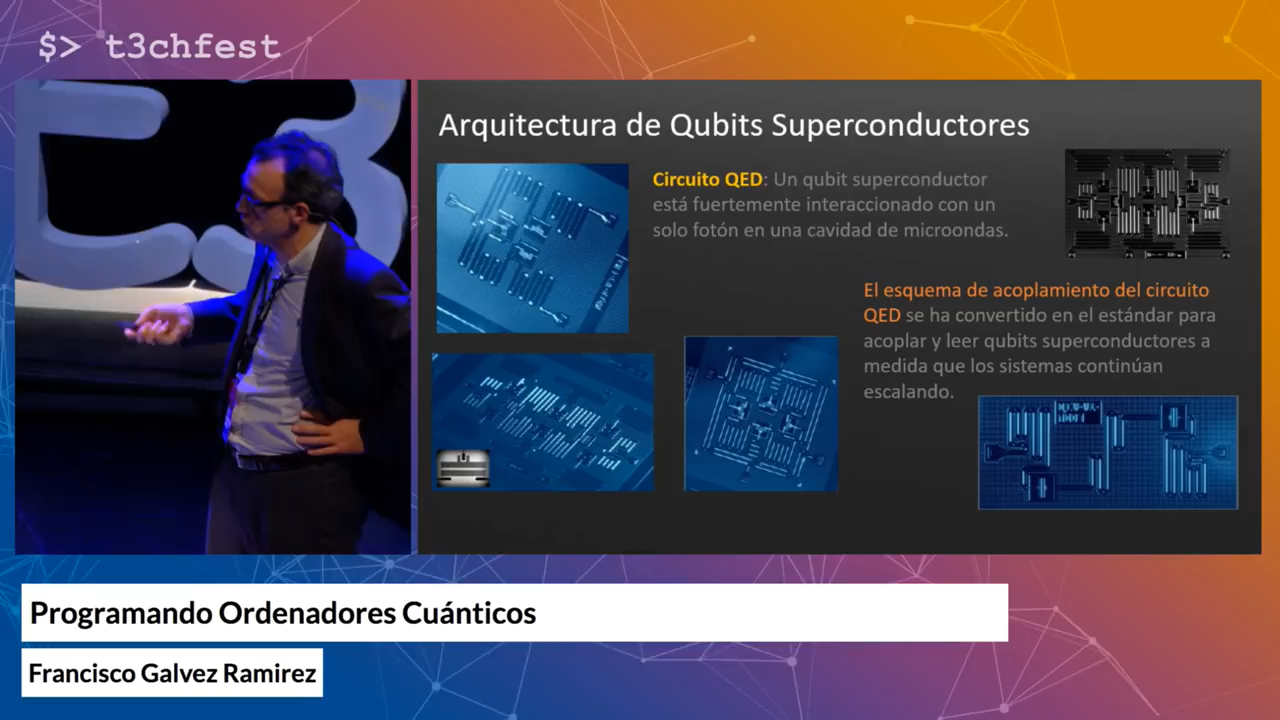 $> t3chfest
Arquitectura de Qubits Superconductores
Circuito QED: Un qubit superconductor
está fuertemente interaccionado con un
solo fotón en una cavidad de microondas.
El esquema de acoplamiento del circuito
QED se ha convertido en el estándar para
acoplar y leer qubits superconductores a
medida que los sistemas continúan
escalando.
Programando Ordenadores Cuánticos
Francisco Galvez Ramirez